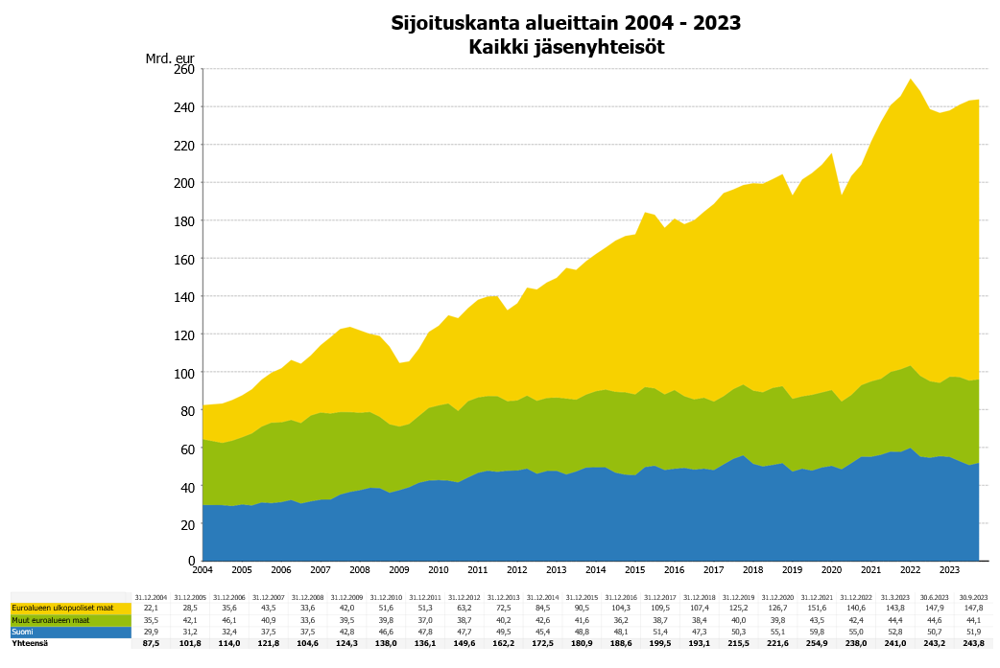 Sijoituskanta alueittain 2004 - 2023
Kaikki jäsenyhteisöt
Mrd. eur
260
240
220
200
180
160
140
120
100
80
60
40
20
0
2004 2005 2006 2007 2008 2009 2010 2011 2012 2013 2014 2015 2016 2017 2018 2019 2020 2021 2022 2023
31.12.2004 31.12.2005 31.12.2006 31.12.2007 31.12.2008 31.12.2009 31.12.2010 31.12.2011 31.12.2012 31.12.2013 31.12.2014 31.12.2015 31.12.2016 31.12.2017 31.12.2018 31.12.2019 31.12.2020 31.12.2021 31.12.2022 31.3.2023 30.6.2023 30.9.2023
Euroalueen ulkopuoliset maat 22,1 28,5 35,6 43,5 33,6 42,0 51,6 51,3 63,2 72,5 84,5 90,5 104,3 109,5 107,4 125,2 126,7 151,6 140,6 143,8 147,9 147,8
Muut euroalueen maat 35,5 42,1 46,1 40,9 33,6 39,5 39,8 37,0 38,7 40,2 42,6 41,6 36,2 38,7 38,4 40,0 39,8 43,5 42,4 44,4 44,6 44,1
Suomi 29,9 31,2 32,4 37,5 37,5 42,8 46,6 47,8 47,7 49,5 45,4 48,8 48,1 51,4 47,3 50,3 55,1 59,8 55,0 52,8 50,7 51,9
Yhteensä 87,5 101,8 114,0 121,8 104,6 124,3 138,0 136,1 149,6 162,2 172,5 180,9 188,6 199,5 193,1 215,5 221,6 254,9 238,0 241,0 243,2 243,8